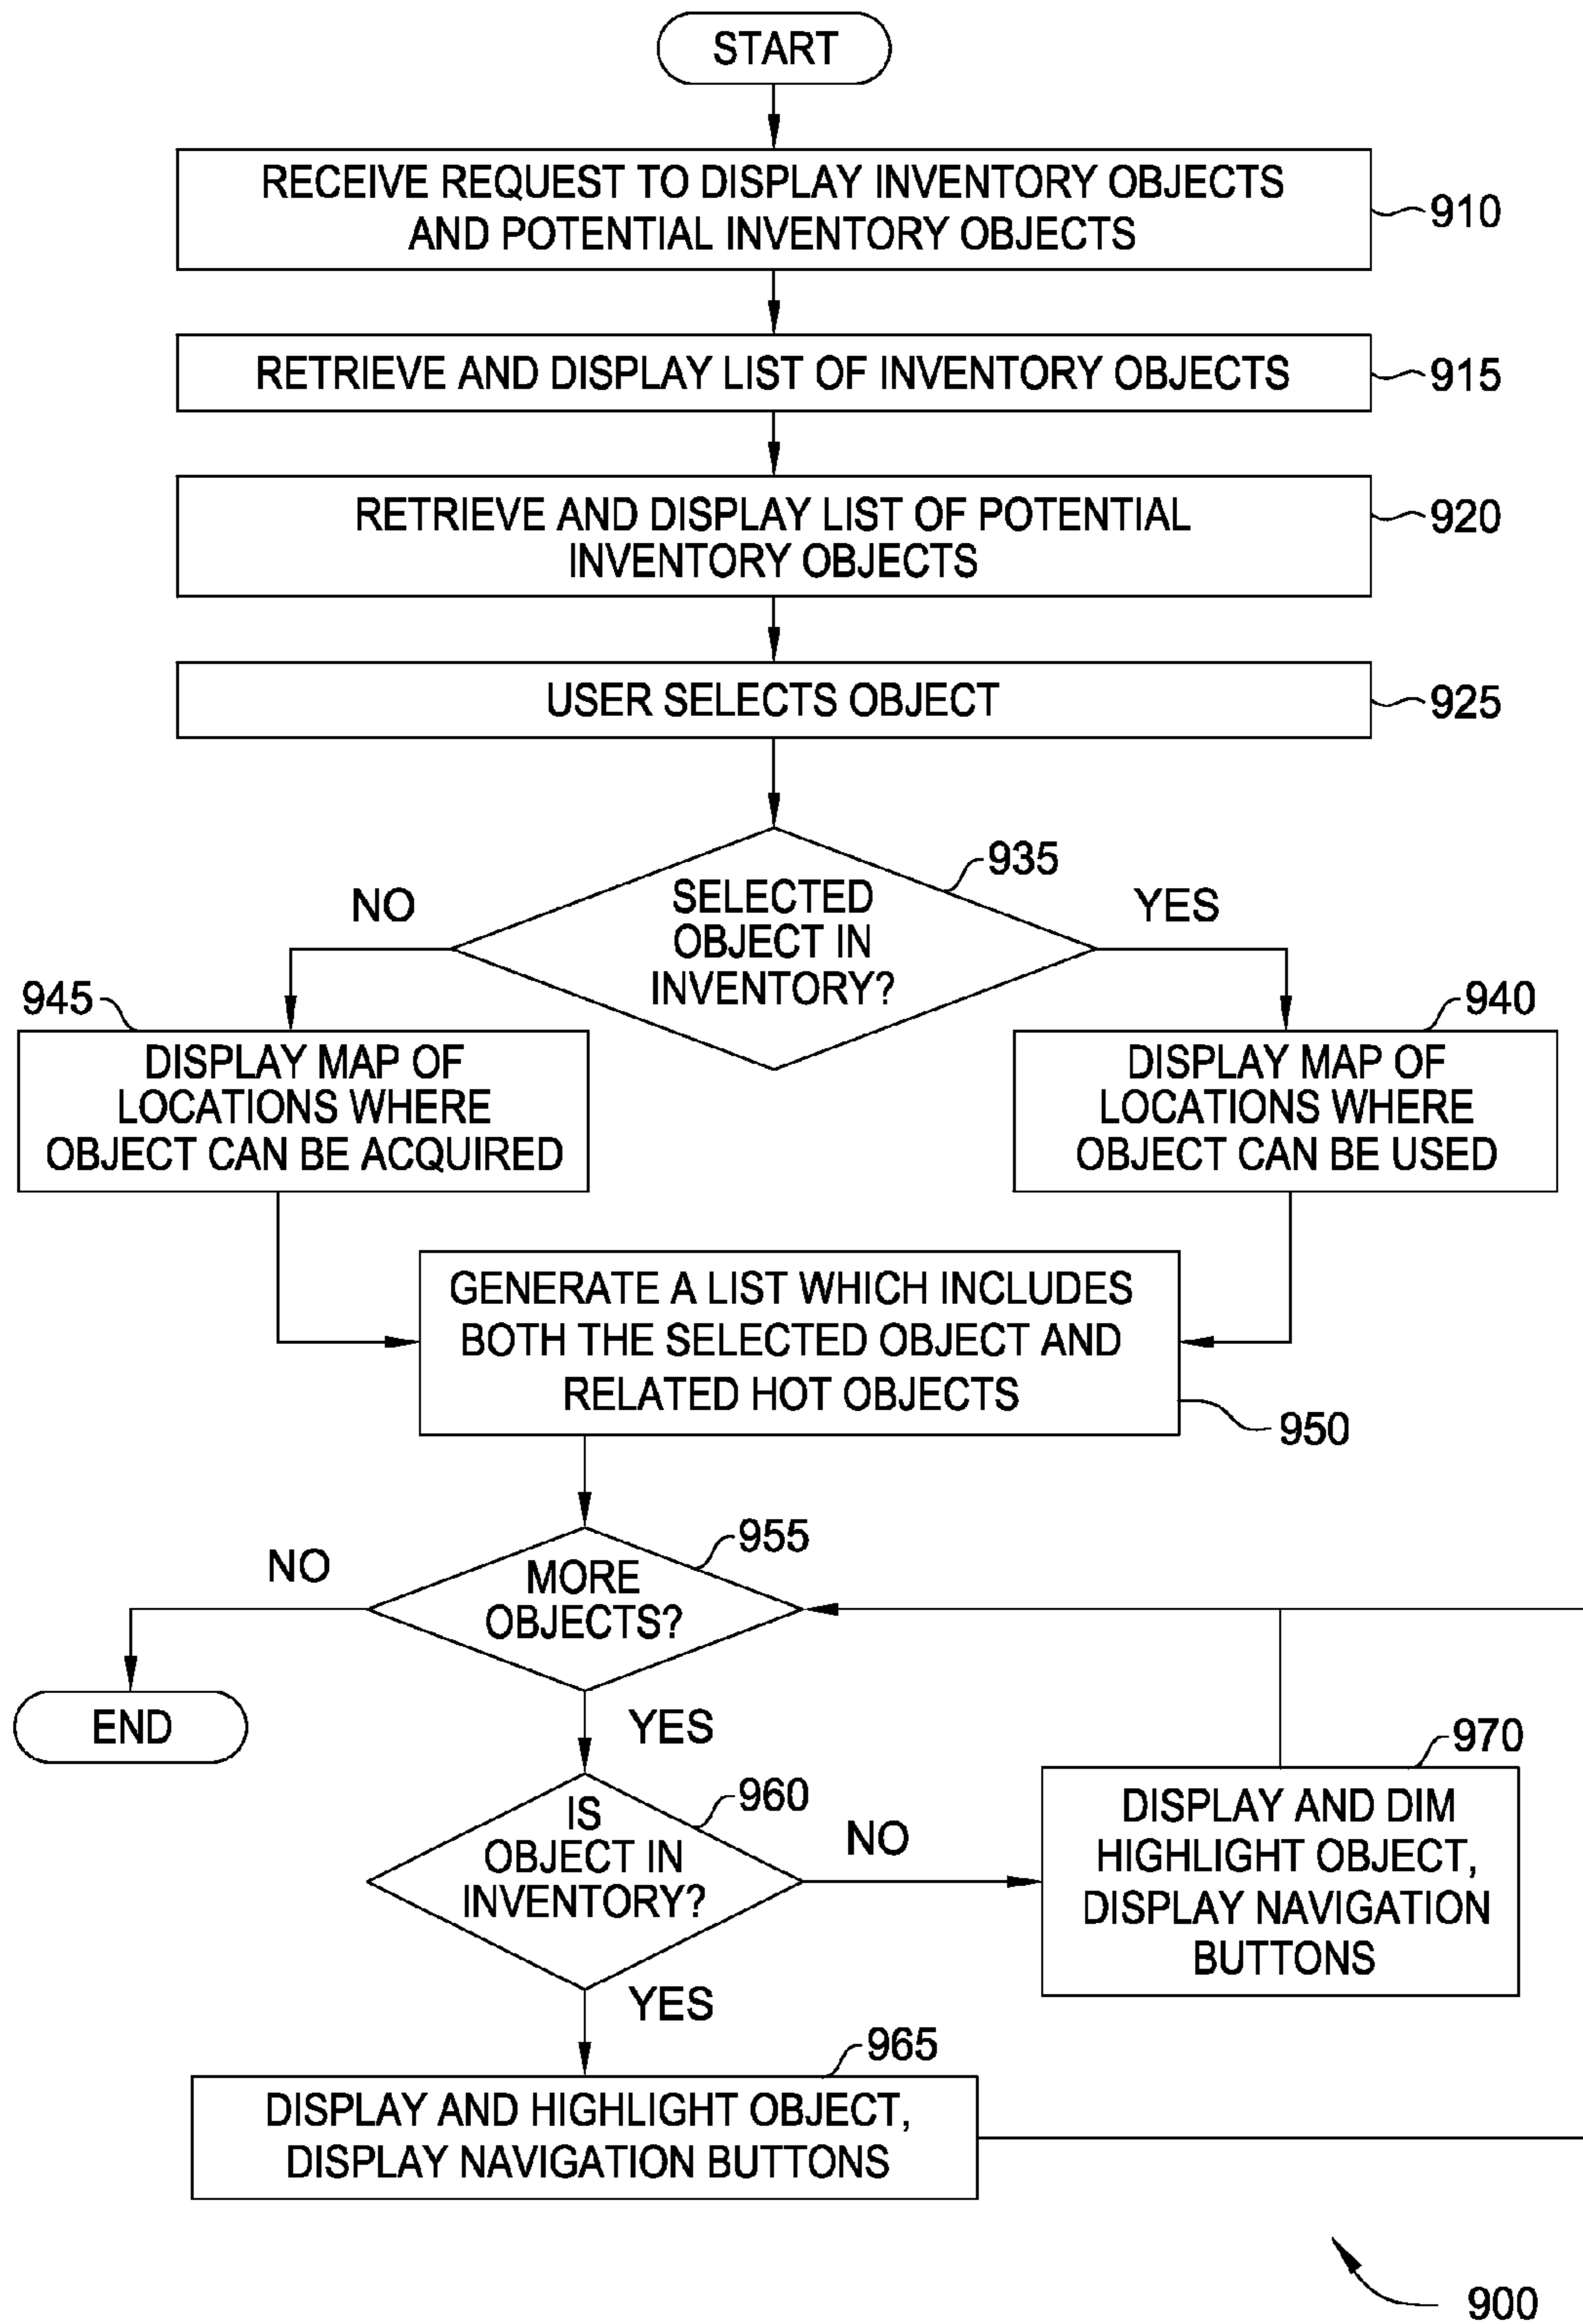 START
RECEIVE REQUEST TO DISPLAY INVENTORY OBJECTS
AND POTENTIAL INVENTORY OBJECTS
910
RETRIEVE AND DISPLAY LIST OF INVENTORY OBJECTS
915
RETRIEVE AND DISPLAY LIST OF POTENTIAL
INVENTORY OBJECTS
920
USER SELECTS OBJECT
925
935
SELECTED
OBJECT IN
INVENTORY?
NO
YES
945
DISPLAY MAP OF
LOCATIONS WHERE
OBJECT CAN BE ACQUIRED
940
DISPLAY MAP OF
LOCATIONS WHERE
OBJECT CAN BE USED
GENERATE A LIST WHICH INCLUDES
BOTH THE SELECTED OBJECT AND
RELATED HOT OBJECTS
950
955
MORE
OBJECTS?
NO
END
YES
960
IS
OBJECT IN
INVENTORY?
NO
970
DISPLAY AND DIM
HIGHLIGHT OBJECT,
DISPLAY NAVIGATION
BUTTONS
YES
965
DISPLAY AND HIGHLIGHT OBJECT,
DISPLAY NAVIGATION BUTTONS
900